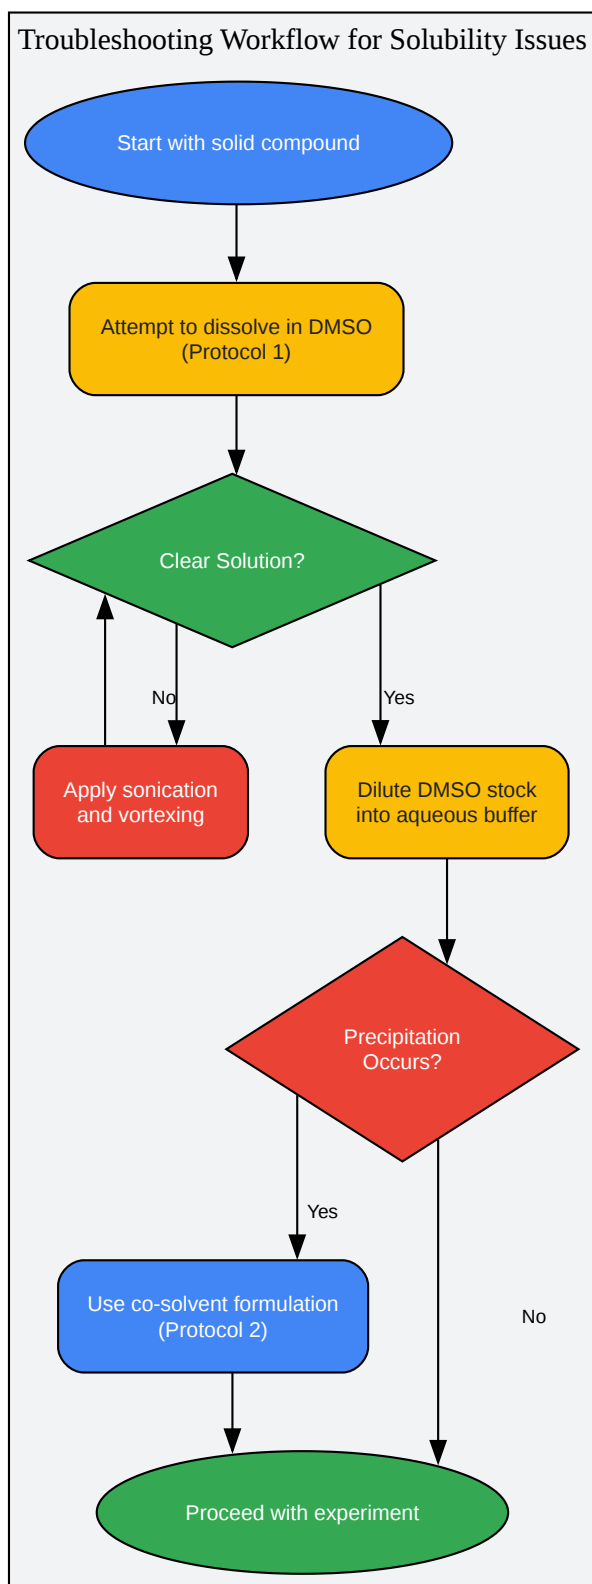 Troubleshooting Workflow for Solubility Issues
Start with solid compound
Attempt to dissolve in DMSO
(Protocol 1)
Clear Solution?
No
Yes
Apply sonication
and vortexing
Dilute DMSO stock
into aqueous buffer
Precipitation
Occurs?
Yes
Use co-solvent formulation
(Protocol 2)
No
Proceed with experiment